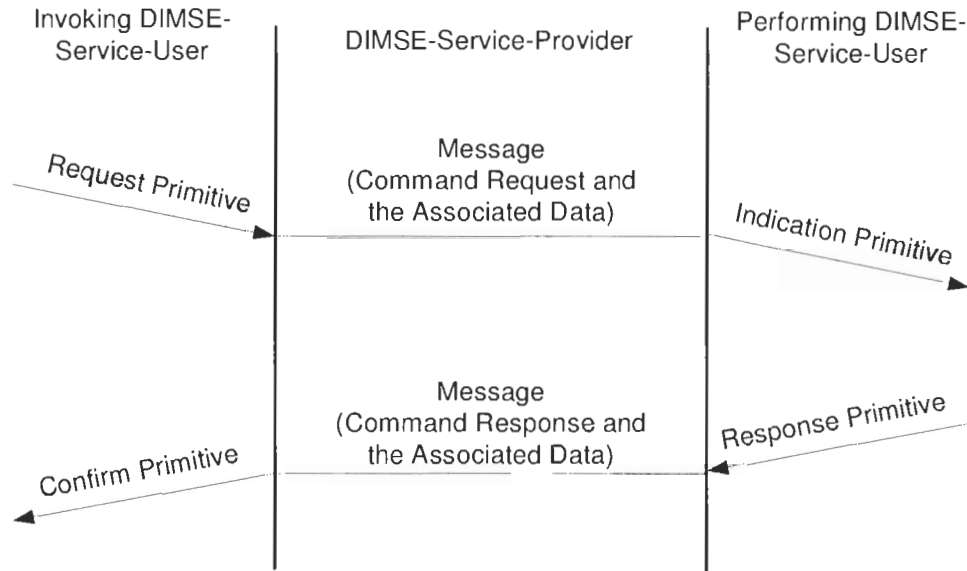 Invoking DIMSE-
Service-User
DIMSE-Service-Provider
Performing DIMSE-
Service-User
Request Primitive
Message
(Command Request and
the Associated Data)
Indication Primitive
Message
(Command Response and
the Associated Data)
Response Primitive
Confirm Primitive